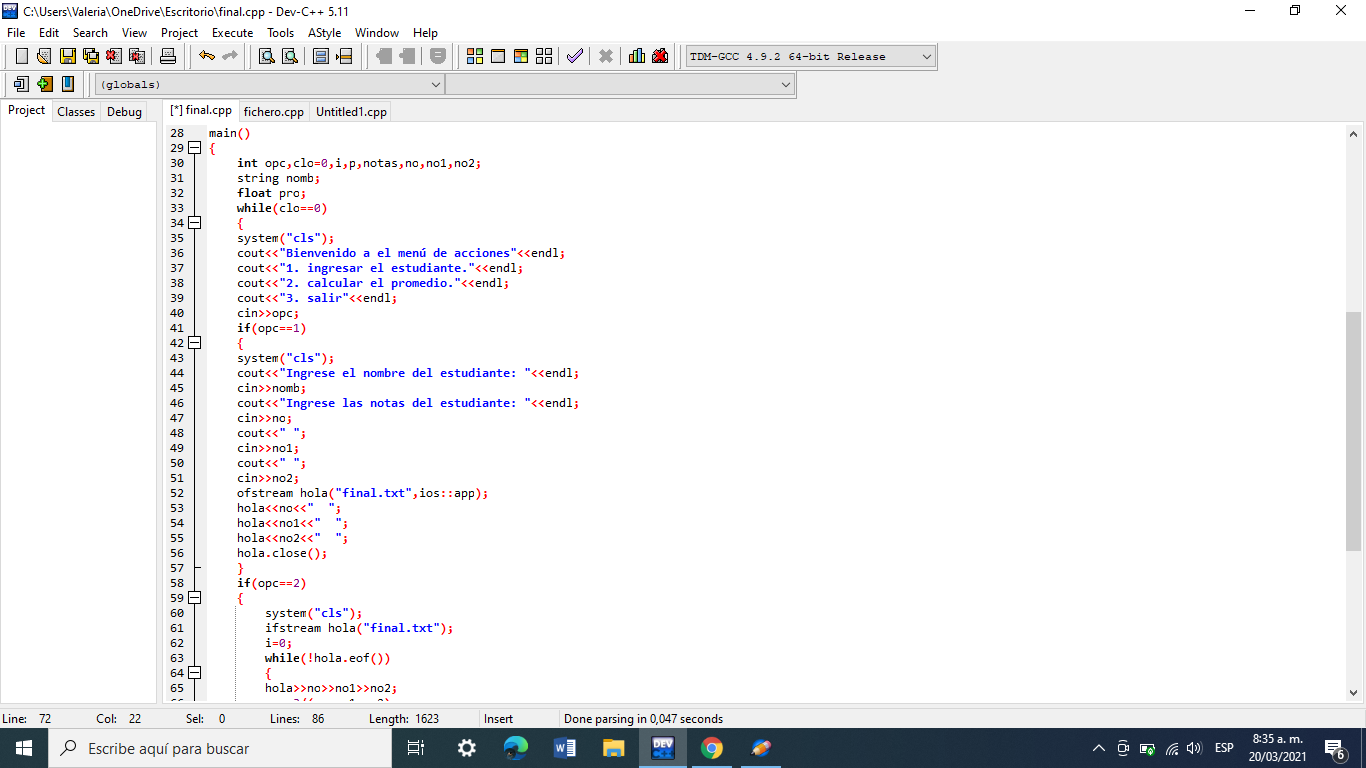 C:\Users\Valeria\OneDrive\Escritorio\final.cpp - Dev-C++ 5.11
File Edit Search View Project Execute Tools AStyle Window Help
TDM-GCC 4.9.2 64-bit Release
(globals)
Project Classes Debug
[*] final.cpp fichero.cpp Untitled1.cpp
28 main()
29 {
30 int opc,clo=0,i,p,notas,no,no1,no2;
31 string nomb;
32 float pro;
33 while(clo==0)
34 {
35 system("cls");
36 cout<<"Bienvenido a el menú de acciones"<<endl;
37 cout<<"1. ingresar el estudiante."<<endl;
38 cout<<"2. calcular el promedio."<<endl;
39 cout<<"3. salir"<<endl;
40 cin>>opc;
41 if(opc==1)
42 {
43 system("cls");
44 cout<<"Ingrese el nombre del estudiante: "<<endl;
45 cin>>nomb;
46 cout<<"Ingrese las notas del estudiante: "<<endl;
47 cin>>no;
48 cout<<" ";
49 cin>>no1;
50 cout<<" ";
51 cin>>no2;
52 ofstream hola("final.txt",ios::app);
53 hola<<no<<"  ";
54 hola<<no1<<"  ";
55 hola<<no2<<"  ";
56 hola.close();
57 }
58 if(opc==2)
59 {
60 system("cls");
61 ifstream hola("final.txt");
62 i=0;
63 while(!hola.eof())
64 {
65 hola>>no>>no1>>no2;
Line: 72 Col: 22 Sel: 0 Lines: 86 Length: 1623 Insert Done parsing in 0,047 seconds
Escribe aquí para buscar
DEV
ESP
8:35 a. m.
20/03/2021
6